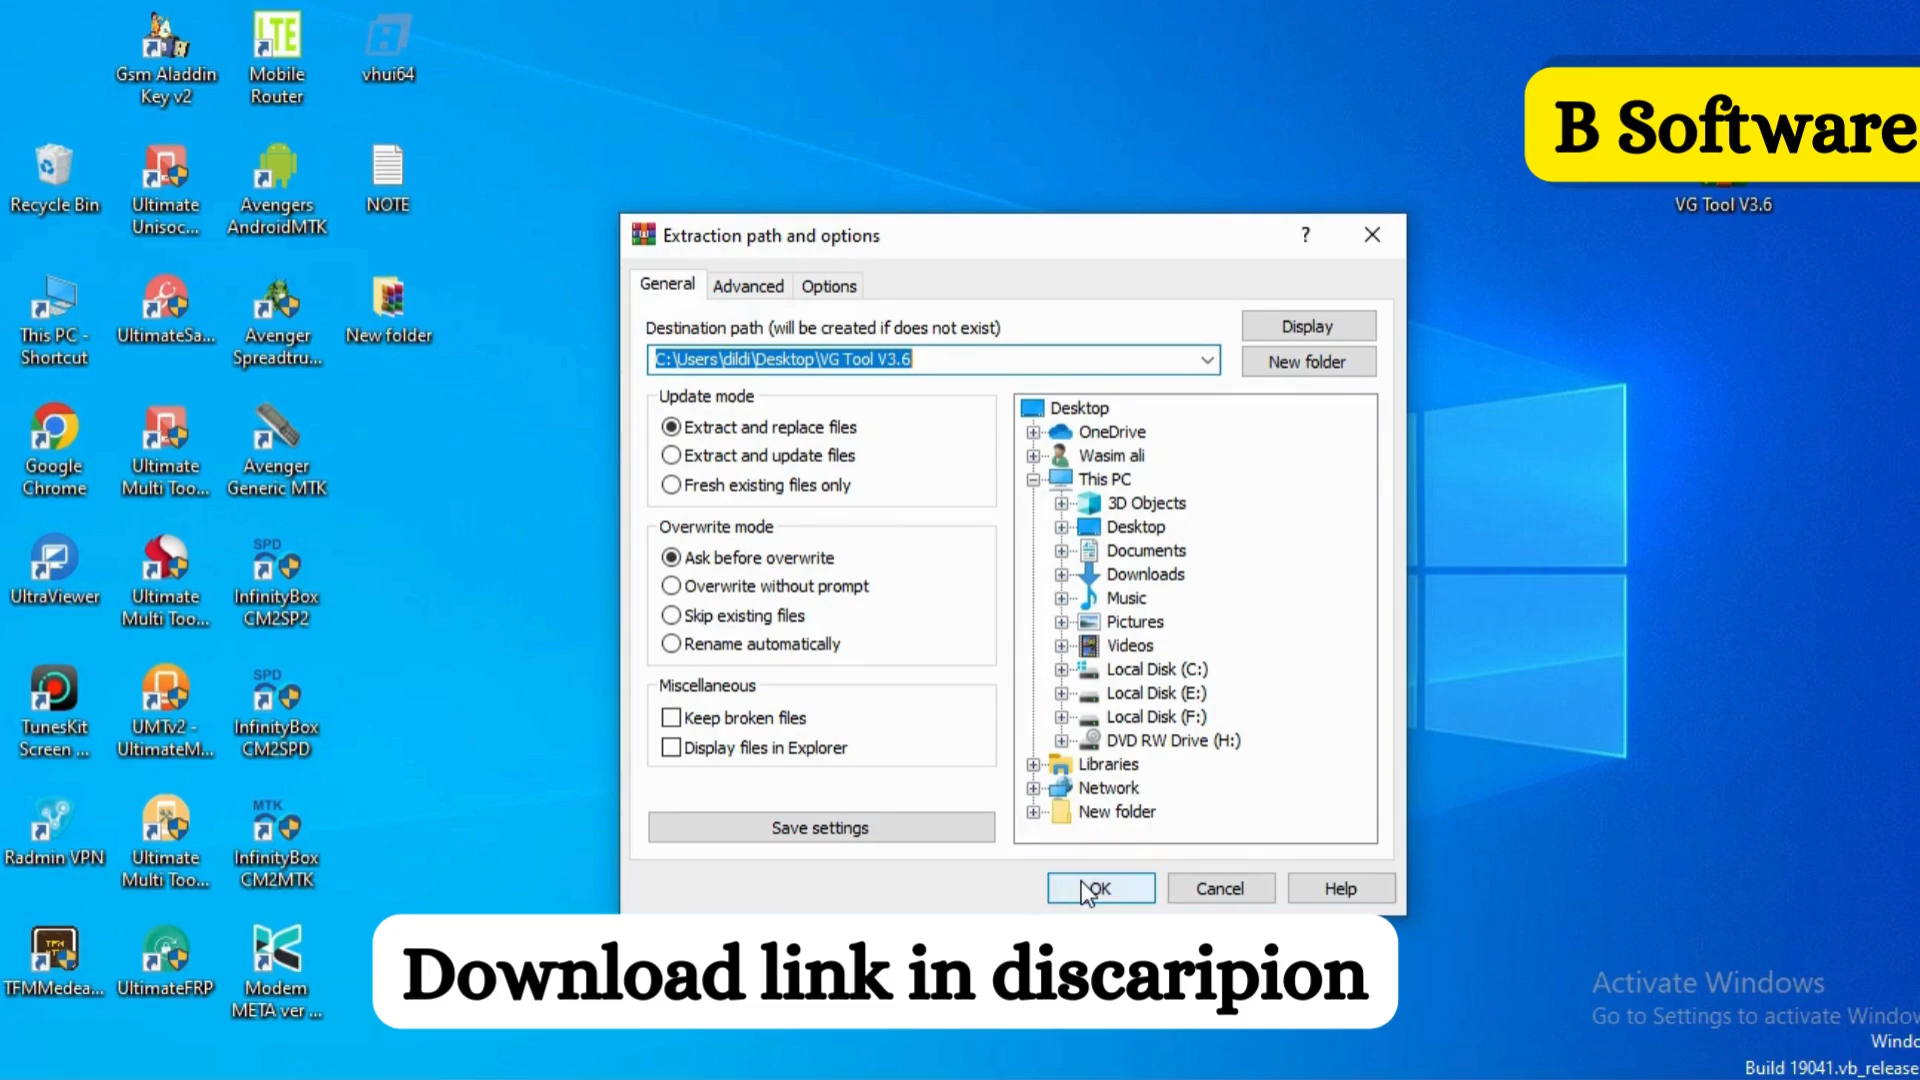 Gsm Aladdin
Key v2
LTE
Mobile
Router
vhui64
B Software
VG Tool V3.6
Recycle Bin
Ultimate
Unisoc...
Avengers
AndroidMTK
NOTE
This PC -
Shortcut
UltimateSa...
Avenger
Spreadtru...
New folder
Google
Chrome
Ultimate
Multi Too...
Avenger
Generic MTK
UltraViewer
Ultimate
Multi Too...
SPD
InfinityBox
CM2SP2
TunesKit
Screen ...
UMTv2 -
UltimateM...
SPD
InfinityBox
CM2SPD
Radmin VPN
Ultimate
Multi Too...
MTK
InfinityBox
CM2MTK
TFMMedea...
UltimateFRP
Modem
META ver ...
Extraction path and options
?
General
Advanced
Options
Destination path (will be created if does not exist)
Display
C:\Users\dildi\Desktop\VG Tool V3.6
New folder
Update mode
Extract and replace files
Extract and update files
Fresh existing files only
Overwrite mode
Ask before overwrite
Overwrite without prompt
Skip existing files
Rename automatically
Miscellaneous
Keep broken files
Display files in Explorer
Save settings
Desktop
OneDrive
Wasim ali
This PC
3D Objects
Desktop
Documents
Downloads
Music
Pictures
Videos
Local Disk (C:)
Local Disk (E:)
Local Disk (F:)
DVD RW Drive (H:)
Libraries
Network
New folder
OK
Cancel
Help
Download link in discaripion
Activate Windows
Go to Settings to activate Window
Windo
Build 19041.vb_release